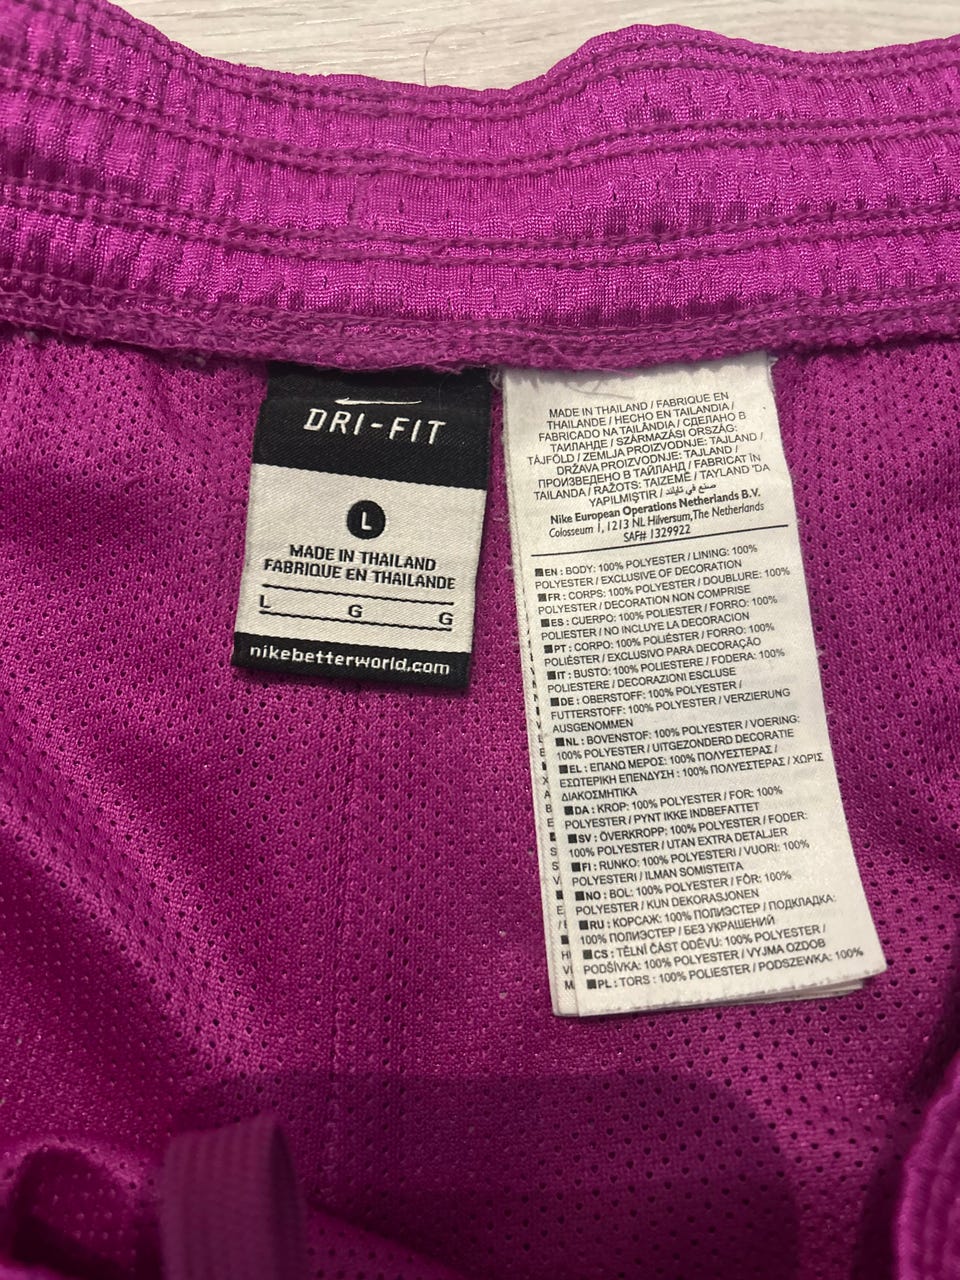 DRI-FIT
L
MADE IN THAILAND
FABRIQUE EN THAILANDE
L G G
nikebetterworld.com
MADE IN THAILAND / FABRIQUE EN
THAILANDE / HECHO EN TAILANDIA /
FABRICADO NA TAILÂNDIA / СДЕЛАНО В
ТАИЛАНДЕ / SZÁRMAZÁSI ORSZÁG:
TÁJFÖLD / ZEMLJA PROIZVODNJE: TAJLAND /
DRŽAVA PROIZVODNJE: TAJLAND /
ПРОИЗВЕДЕНО В ТАЙЛАНД / FABRICAT ÎN
TAILANDA / RAŽOTS: TAIZEMĒ / TAYLAND 'DA
YAPILMIŞTIR / صنع في تايلند
Nike European Operations Netherlands B.V.
Colosseum 1, 1213 NL Hilversum, The Netherlands
SAF# 1329922
EN : BODY: 100% POLYESTER / LINING: 100%
POLYESTER / EXCLUSIVE OF DECORATION
FR : CORPS: 100% POLYESTER / DOUBLURE: 100%
POLYESTER / DECORATION NON COMPRISE
ES : CUERPO: 100% POLIESTER / FORRO: 100%
POLIESTER / NO INCLUYE LA DECORACION
PT : CORPO: 100% POLIÉSTER / FORRO: 100%
POLIÉSTER / EXCLUSIVO PARA DECORAÇÃO
IT : BUSTO: 100% POLIESTERE / FODERA: 100%
POLIESTERE / DECORAZIONI ESCLUSE
DE : OBERSTOFF: 100% POLYESTER /
FUTTERSTOFF: 100% POLYESTER / VERZIERUNG
AUSGENOMMEN
NL : BOVENSTOF: 100% POLYESTER / VOERING:
100% POLYESTER / UITGEZONDERD DECORATIE
EL : ΕΠΑΝΩ ΜΕΡΟΣ: 100% ΠΟΛΥΕΣΤΕΡΑΣ /
ΕΣΩΤΕΡΙΚΗ ΕΠΕΝΔΥΣΗ : 100% ΠΟΛΥΕΣΤΕΡΑΣ / ΧΩΡΙΣ
ΔΙΑΚΟΣΜΗΤΙΚΑ
DA : KROP: 100% POLYESTER / FOR: 100%
POLYESTER / PYNT IKKE INDBEFATTET
SV : ÖVERKROPP: 100% POLYESTER / FODER:
100% POLYESTER / UTAN EXTRA DETALJER
FI : RUNKO: 100% POLYESTERI / VUORI: 100%
POLYESTERI / ILMAN SOMISTEITA
NO : BOL: 100% POLYESTER / FÔR: 100%
POLYESTER / KUN DEKORASJONEN
RU : КОРСАЖ: 100% ПОЛИЭСТЕР / ПОДКЛАДКА:
100% ПОЛИЭСТЕР / БЕЗ УКРАШЕНИЙ
CS : TĚLNÍ ČÁST ODĚVU: 100% POLYESTER /
PODŠÍVKA: 100% POLYESTER / VYJMA OZDOB
PL : TORS : 100% POLIESTER / PODSZEWKA: 100%